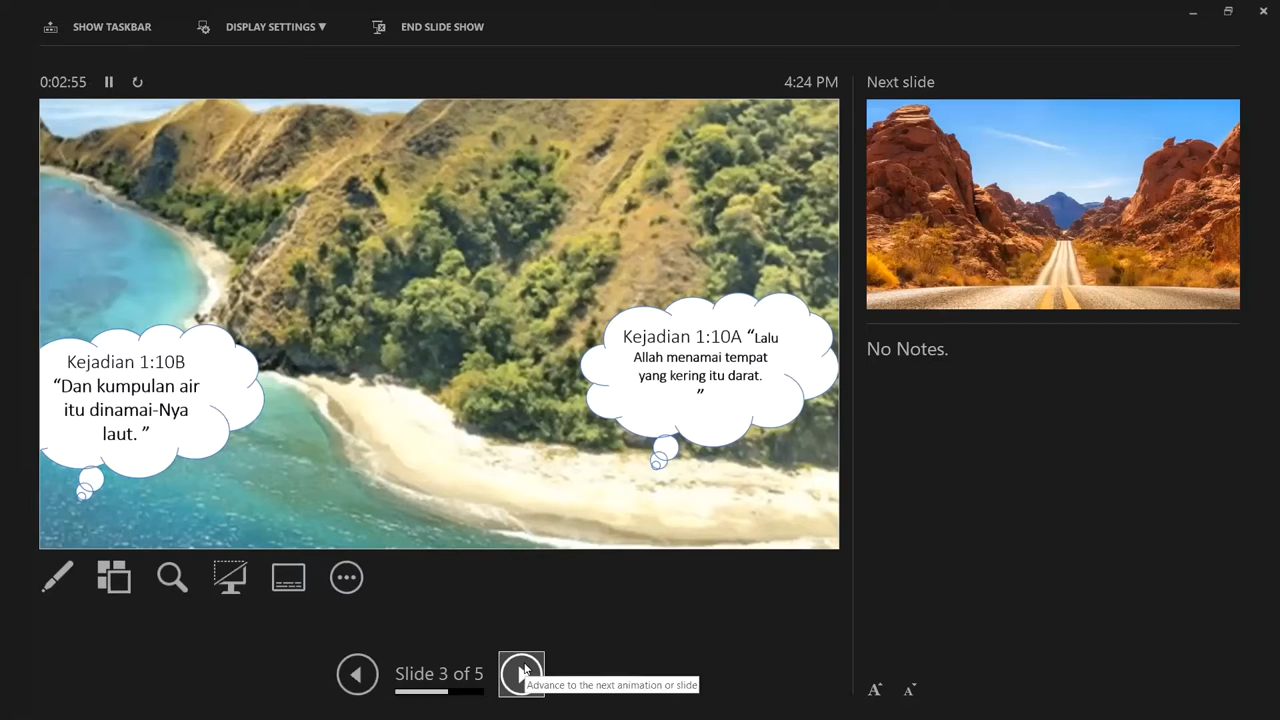 SHOW TASKBAR
DISPLAY SETTINGS ▼
END SLIDE SHOW
0:02:55
4:24 PM
Next slide
Kejadian 1:10B
“Dan kumpulan air
itu dinamai-Nya
laut. ”
Kejadian 1:10A “Lalu
Allah menamai tempat
yang kering itu darat.
”
No Notes.
Slide 3 of 5
Advance to the next animation or slide
A A